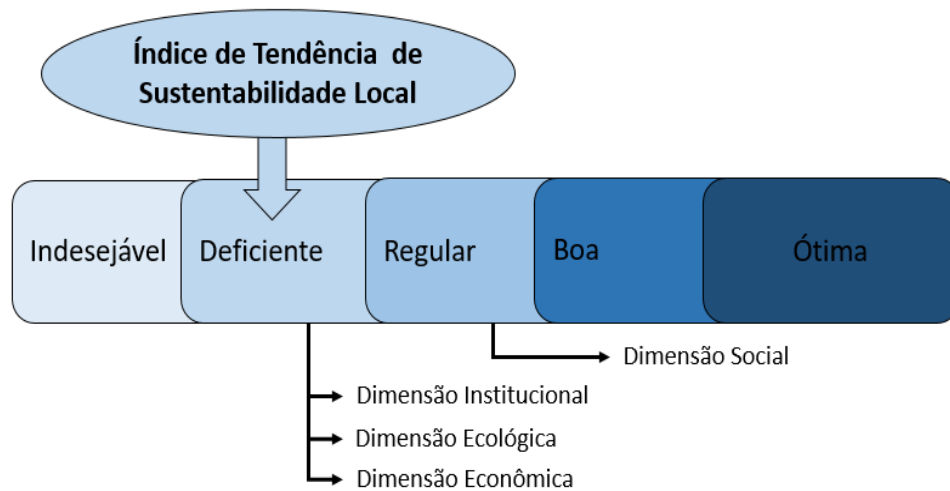 Índice de Tendência de
Sustentabilidade Local
Indesejável
Deficiente
Regular
Boa
Ótima
Dimensão Social
Dimensão Institucional
Dimensão Ecológica
Dimensão Econômica